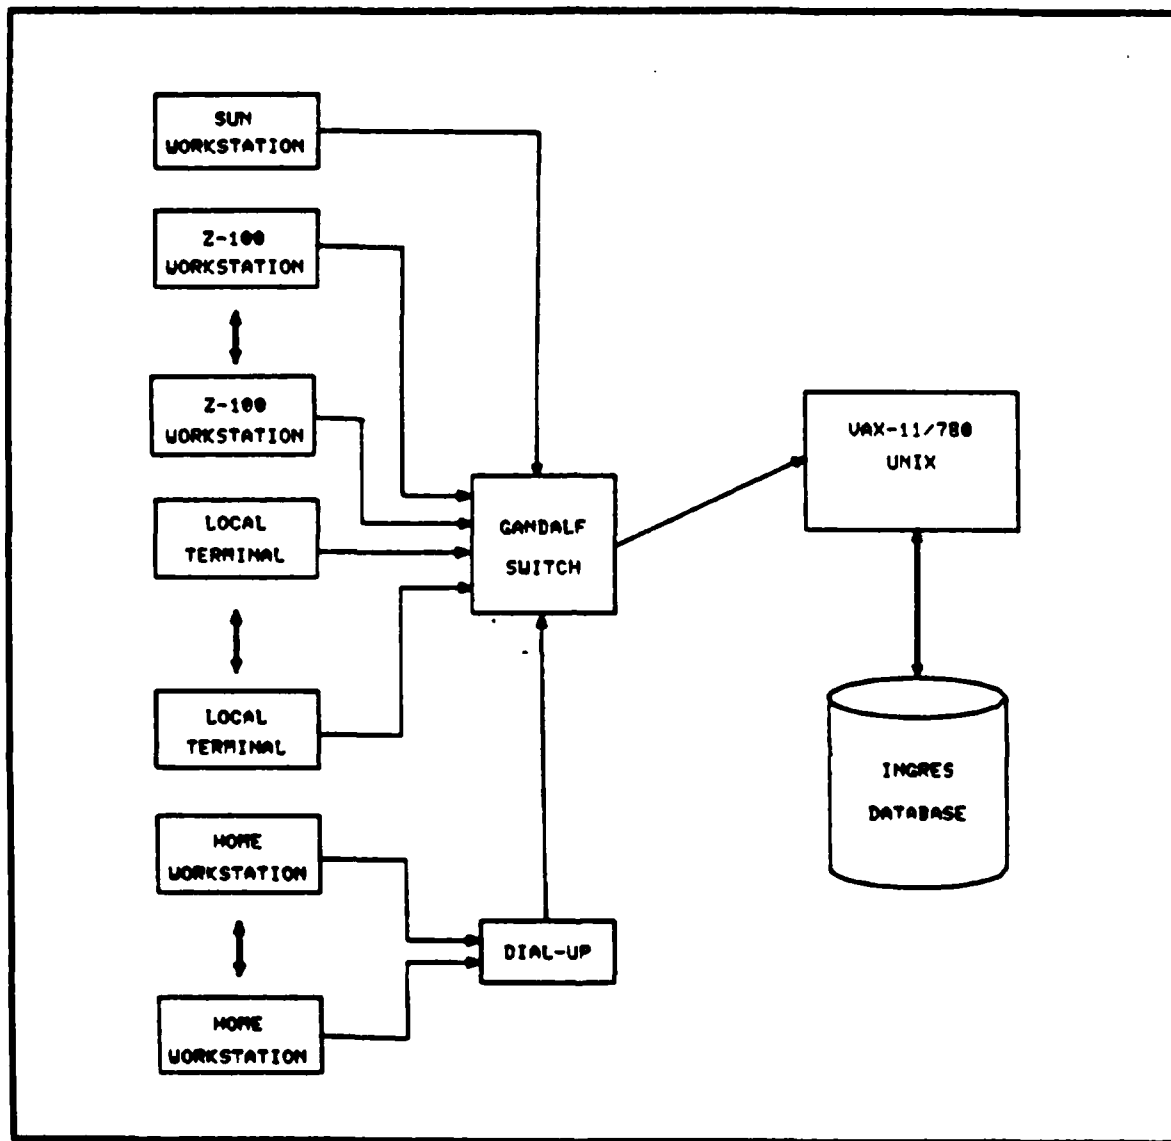 SUN
WORKSTATION
Z-100
WORKSTATION
Z-100
WORKSTATION
LOCAL
TERMINAL
LOCAL
TERMINAL
HOME
WORKSTATION
HOME
WORKSTATION
GANDALF
SWITCH
DIAL-UP
VAX-11/780
UNIX
INGRES
DATABASE